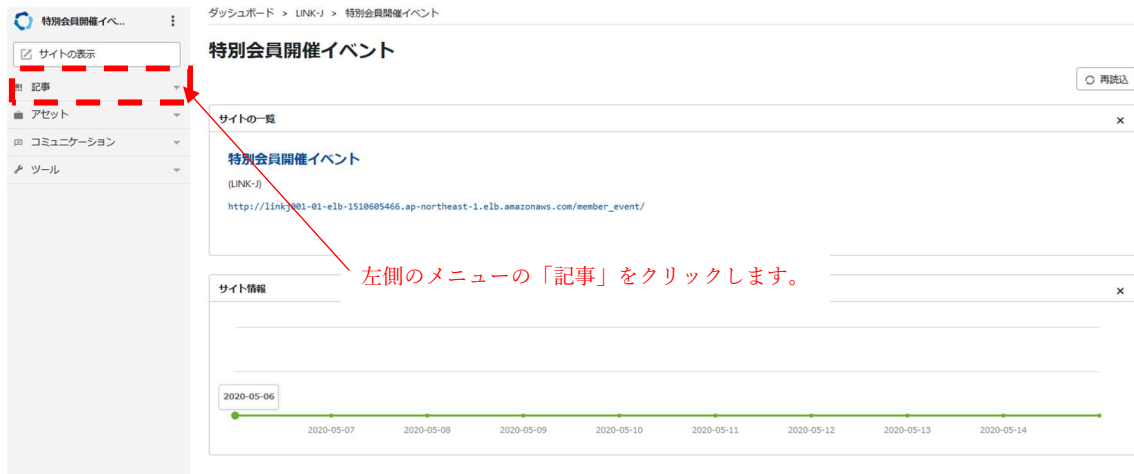 特別会員開催イベ...
サイトの表示
記事
アセット
コミュニケーション
ツール
ダッシュボード > LINK-J > 特別会員開催イベント
特別会員開催イベント
再読込
サイトの一覧
特別会員開催イベント
(LINK-J)
http://linkj001-01-elb-1510605466.ap-northeast-1.elb.amazonaws.com/member_event/
左側のメニューの「記事」をクリックします。
サイト情報
2020-05-06
2020-05-07 2020-05-08 2020-05-09 2020-05-10 2020-05-11 2020-05-12 2020-05-13 2020-05-14